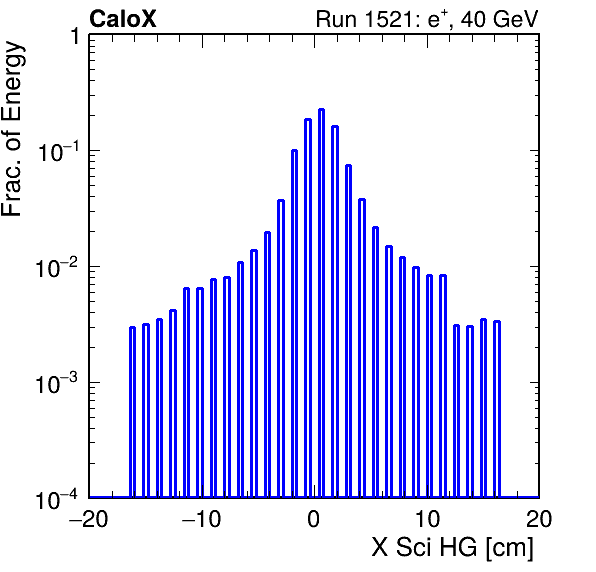 CaloX Run 1521: e⁺, 40 GeV
Frac. of Energy
1
10⁻¹
10⁻²
10⁻³
10⁻⁴
−20 −10 0 10 20
X Sci HG [cm]